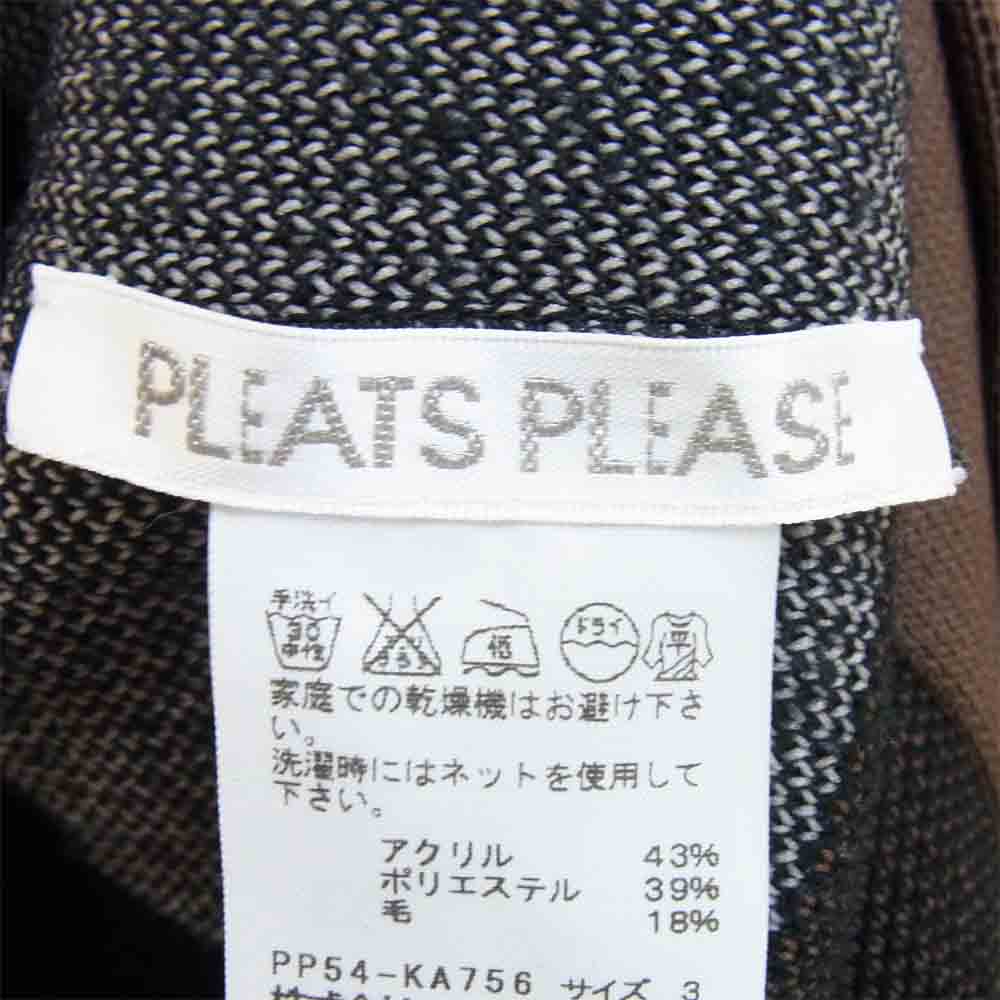 PLEATS PLEASE
手洗イ
30
中性
エンソサラシ
低
ドライ
平
家庭での乾燥機はお避け下さ
い。
洗濯時にはネットを使用して
下さい。
アクリル 43%
ポリエステル 39%
毛 18%
PP54-KA756 サイズ 3